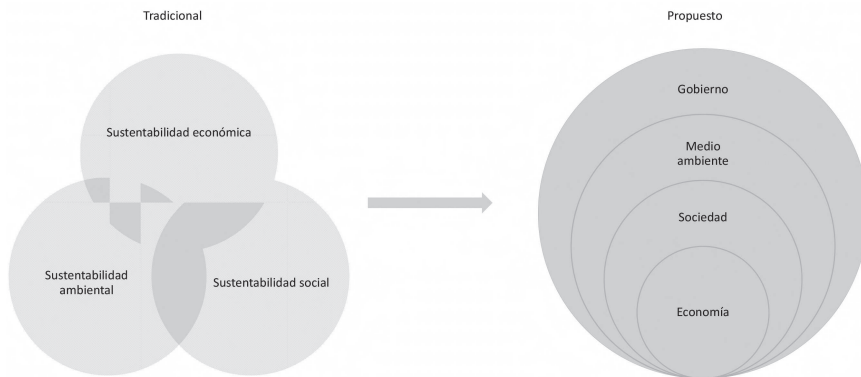 Tradicional
Propuesto
Sustentabilidad económica
Sustentabilidad
ambiental
Sustentabilidad social
Gobierno
Medio
ambiente
Sociedad
Economía